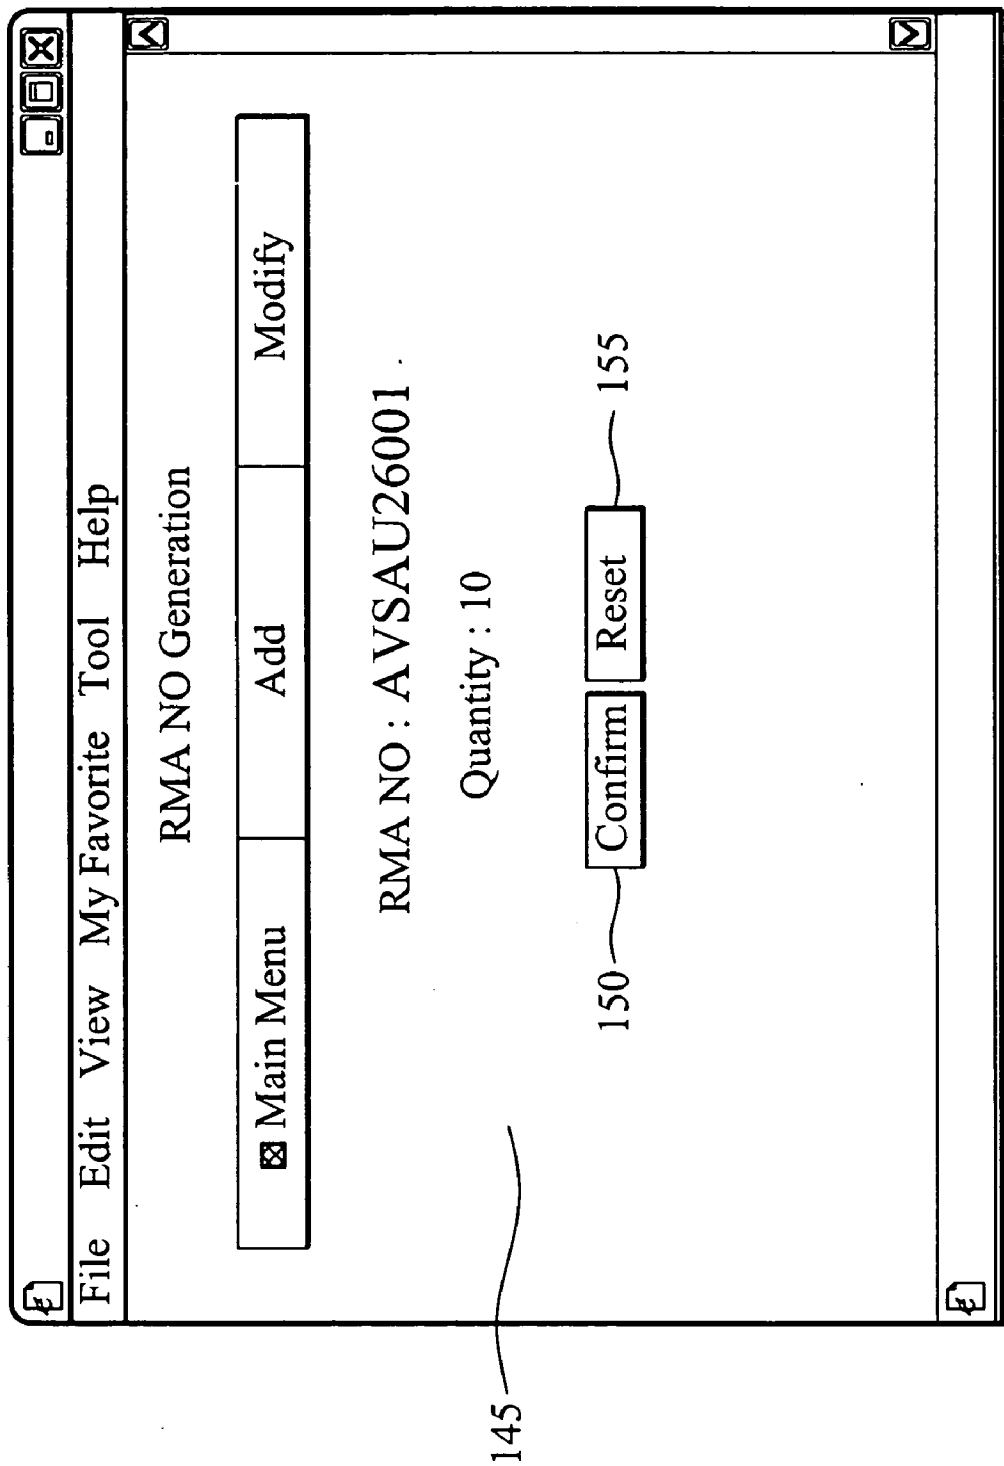 File Edit View My Favorite Tool Help
RMA NO Generation
Main Menu Add Modify
RMA NO : AVSAU26001
Quantity : 10
150 Confirm Reset 155
145